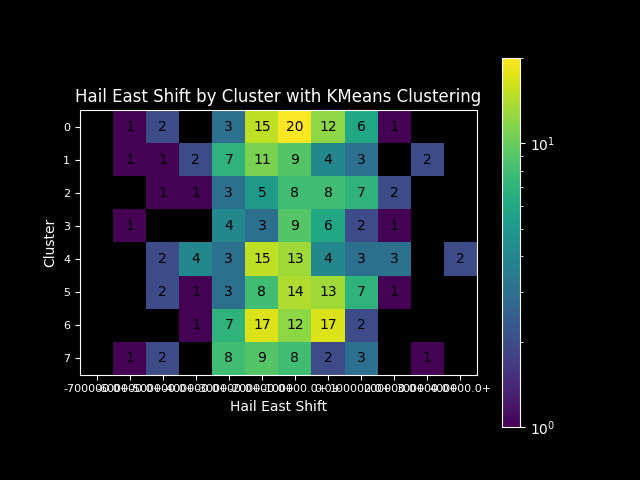 Hail East Shift by Cluster with KMeans Clustering
0 1 2 3 15 20 12 6 1
1 1 1 2 7 11 9 4 3 2
2 1 1 3 5 8 8 7 2
3 1 4 3 9 6 2 1
4 2 4 3 15 13 4 3 3 2
5 2 1 3 8 14 13 7 1
6 1 7 17 12 17 2
7 1 2 8 9 8 2 3 1
Cluster
Hail East Shift
10¹
10⁰